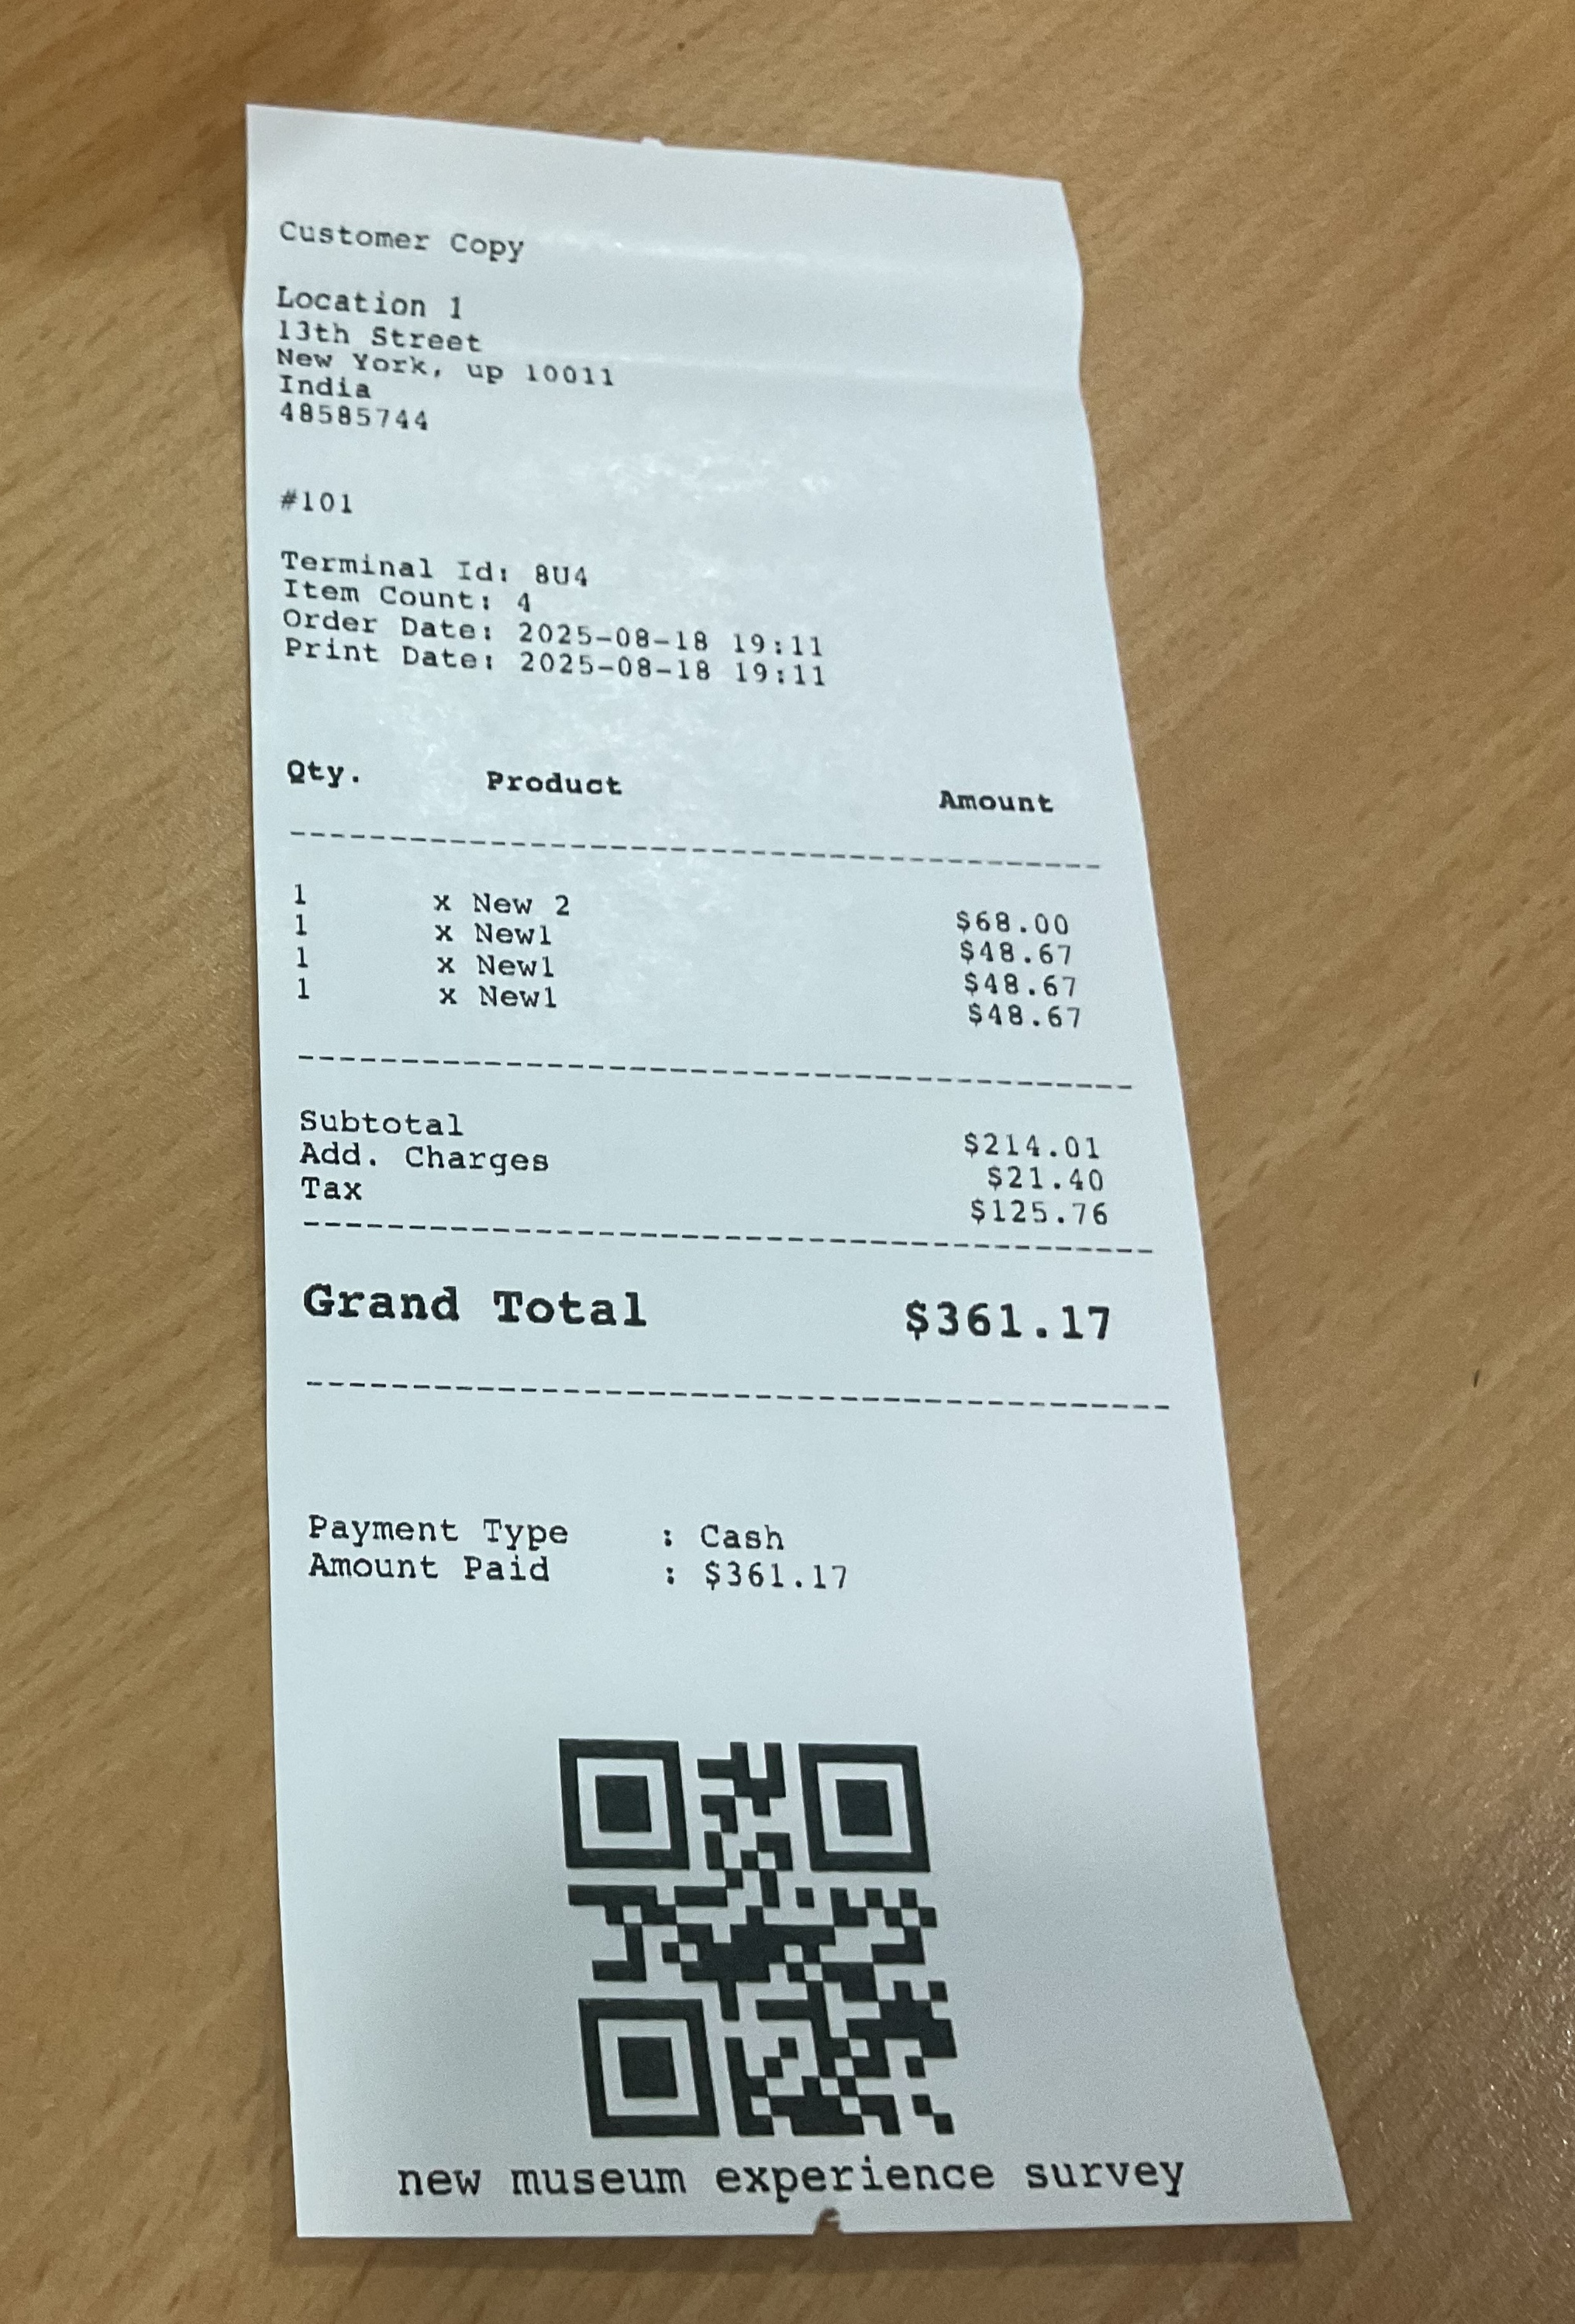 Customer Copy
Location 1
13th Street
New York, up 10011
India
48585744
#101
Terminal Id: 8U4
Item Count: 4
Order Date: 2025-08-18 19:11
Print Date: 2025-08-18 19:11
Qty. Product Amount
1 x New 2 $68.00
1 x New1 $48.67
1 x New1 $48.67
1 x New1 $48.67
Subtotal $214.01
Add. Charges $21.40
Tax $125.76
Grand Total $361.17
Payment Type : Cash
Amount Paid : $361.17
new museum experience survey